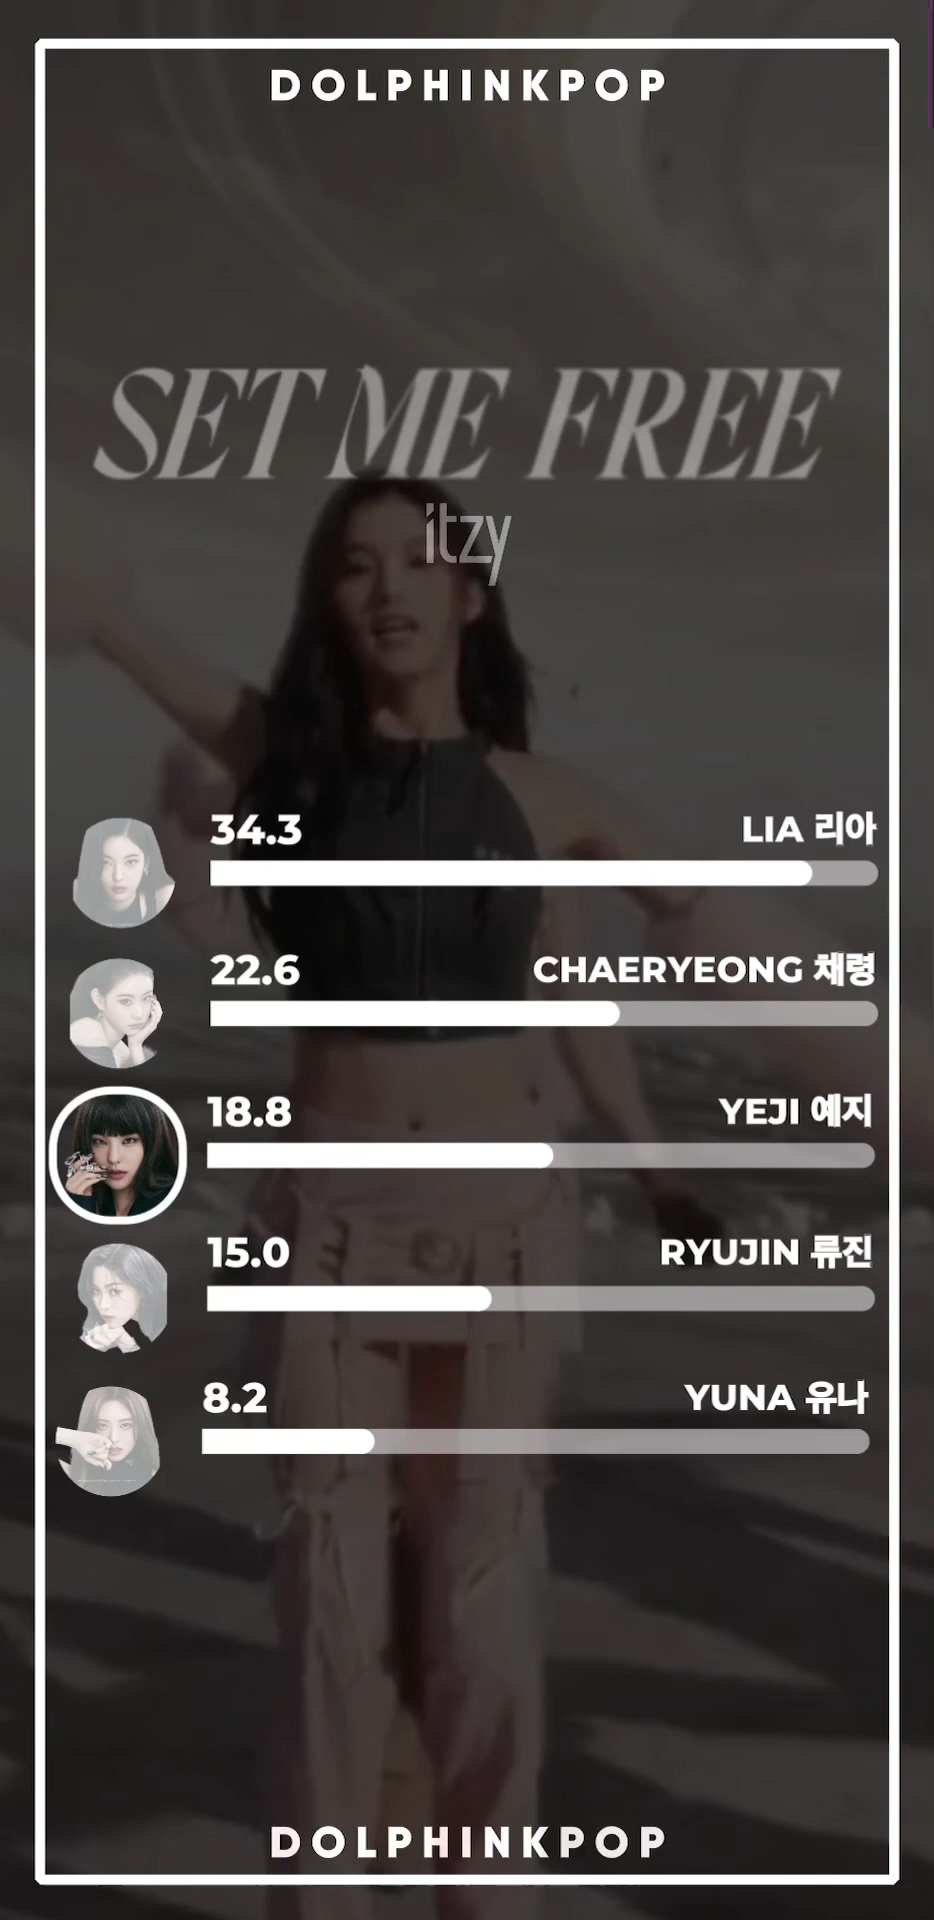 DOLPHINKPOP
SET ME FREE
itzy
34.3 LIA 리아
22.6 CHAERYEONG 채령
18.8 YEJI 예지
15.0 RYUJIN 류진
8.2 YUNA 유나
DOLPHINKPOP